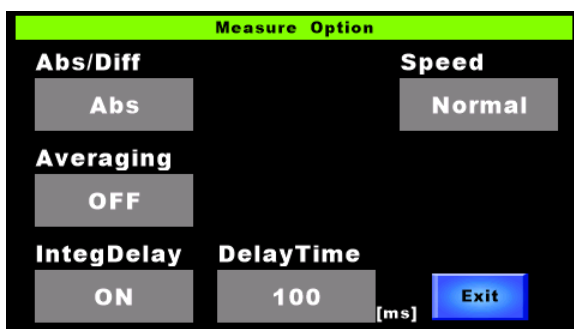 Measure Option
Abs/Diff Speed
Abs Normal
Averaging
OFF
IntegDelay DelayTime
ON 100 [ms] Exit